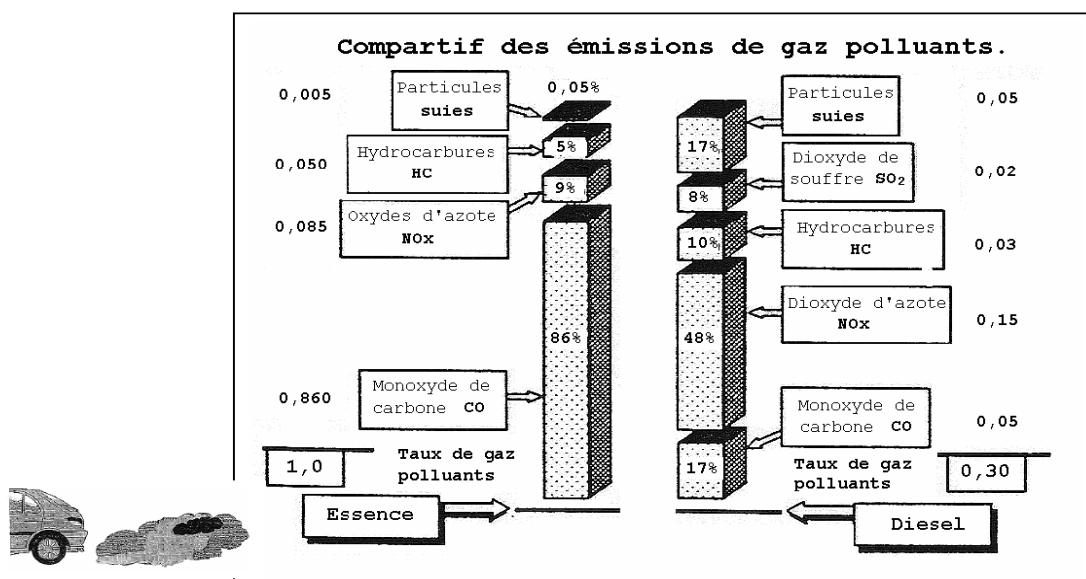 Compartif des émissions de gaz polluants.
0,005
Particules
suies
0,05%
0,050
Hydrocarbures
HC
5%
0,085
Oxydes d'azote
NOx
9%
0,860
Monoxyde de
carbone CO
86%
1,0
Taux de gaz
polluants
Essence
17%
Particules
suies
0,05
8%
Dioxyde de
souffre SO2
0,02
10%
Hydrocarbures
HC
0,03
48%
Dioxyde d'azote
NOx
0,15
17%
Monoxyde de
carbone CO
0,05
Taux de gaz
polluants
0,30
Diesel